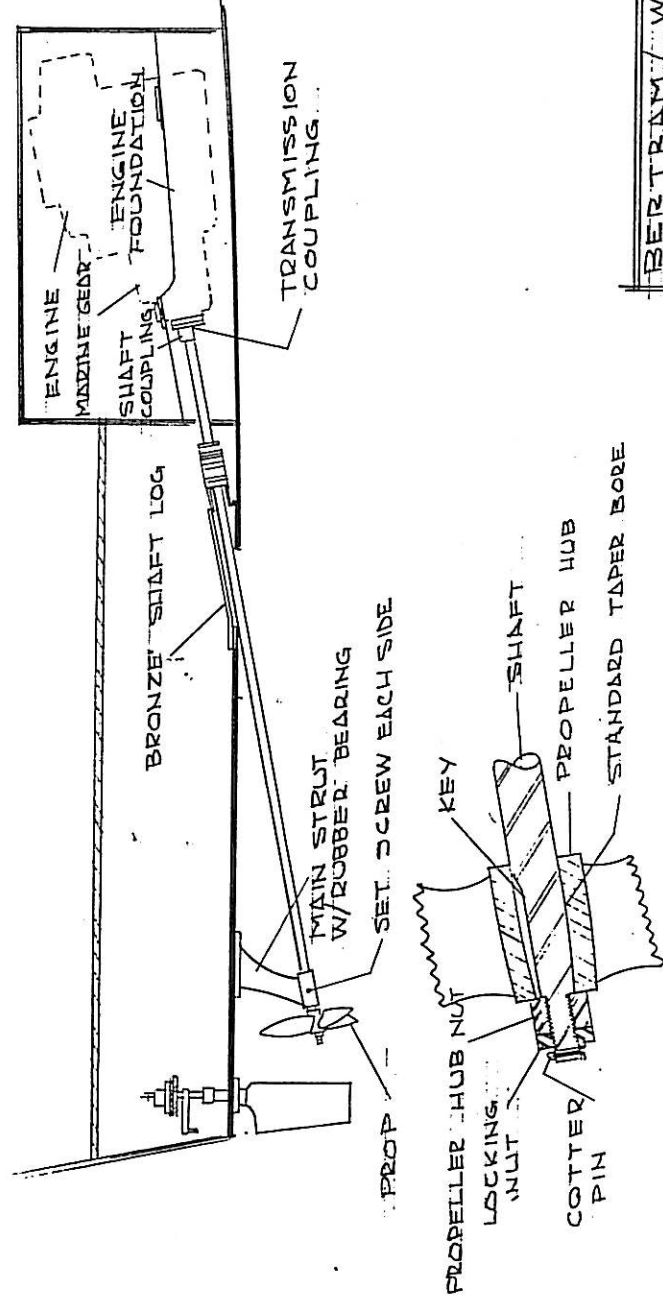 ENGINE
MARINE GEAR
SHAFT
COUPLING
ENGINE
FOUNDATION
TRANSMISSION
COUPLING
BRONZE SHAFT LOG
MAIN STRUT
W/RUBBER BEARING
SET SCREW EACH SIDE
PROP
KEY
SHAFT
PROPELLER HUB
STANDARD TAPER BORE
PROPELLER HUB NUT
LOCKING
NUT
COTTER
PIN
BERTRAM / W